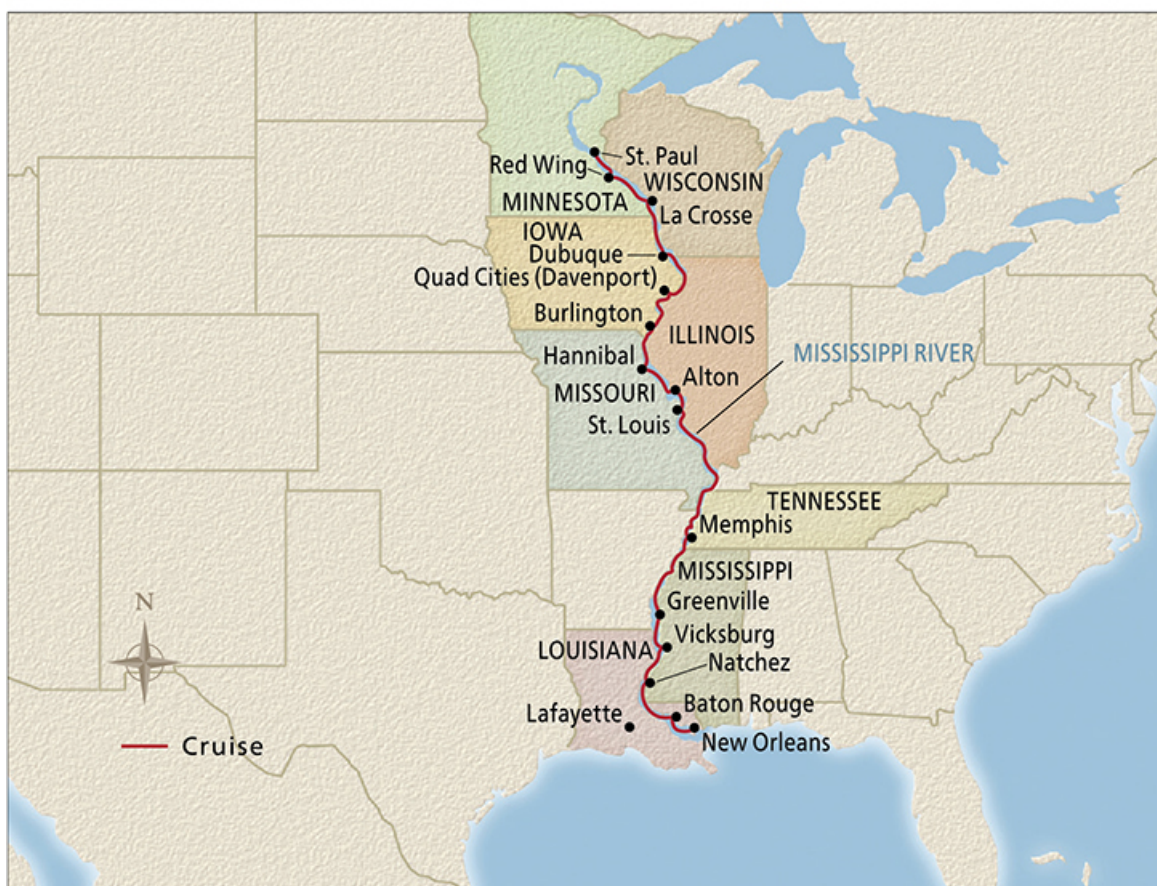 St. Paul
Red Wing
WISCONSIN
MINNESOTA
La Crosse
IOWA
Dubuque
Quad Cities (Davenport)
Burlington
ILLINOIS
Hannibal
MISSISSIPPI RIVER
Alton
MISSOURI
St. Louis
TENNESSEE
Memphis
MISSISSIPPI
N
Greenville
Vicksburg
LOUISIANA
Natchez
Baton Rouge
Lafayette
New Orleans
Cruise